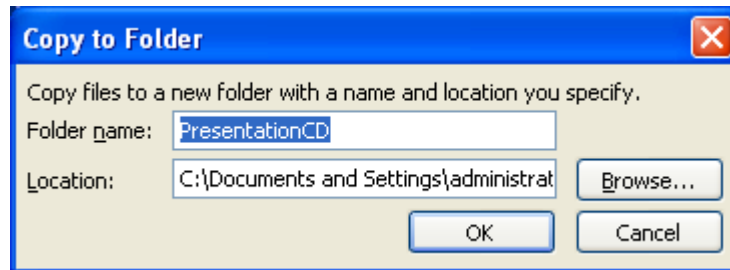 Copy to Folder
Copy files to a new folder with a name and location you specify.
Folder name: PresentationCD
Location: C:\Documents and Settings\administrat Browse...
OK Cancel